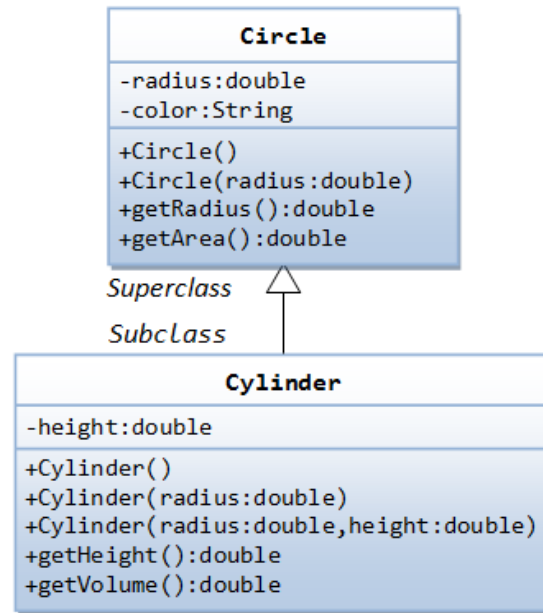 Circle
-radius:double
-color:String
+Circle()
+Circle(radius:double)
+getRadius():double
+getArea():double
Superclass
Subclass
Cylinder
-height:double
+Cylinder()
+Cylinder(radius:double)
+Cylinder(radius:double,height:double)
+getHeight():double
+getVolume():double